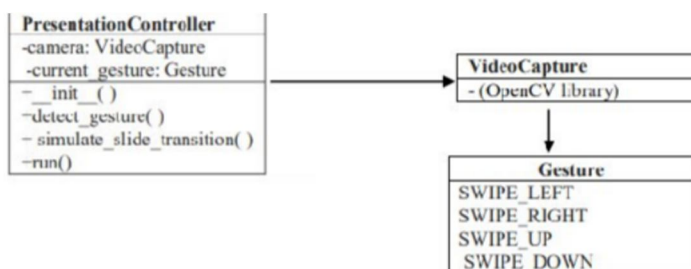 PresentationController
-camera: VideoCapture
-current_gesture: Gesture
-__init__( )
-detect_gesture( )
- simulate_slide_transition( )
-run()
VideoCapture
- (OpenCV library)
Gesture
SWIPE_LEFT
SWIPE_RIGHT
SWIPE_UP
SWIPE_DOWN